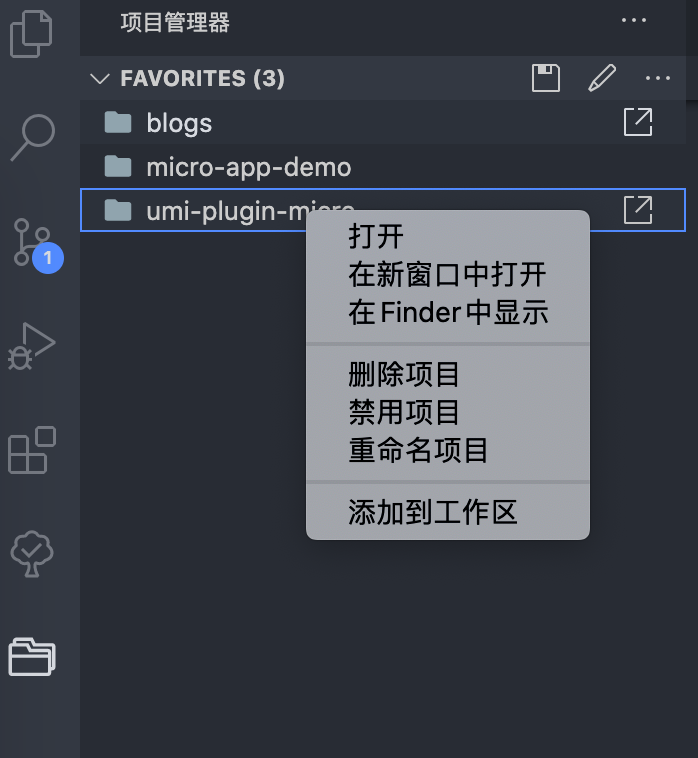 项目管理器
FAVORITES (3)
blogs
micro-app-demo
umi-plugin-micro
打开
在新窗口中打开
在Finder中显示
1
删除项目
禁用项目
重命名项目
添加到工作区